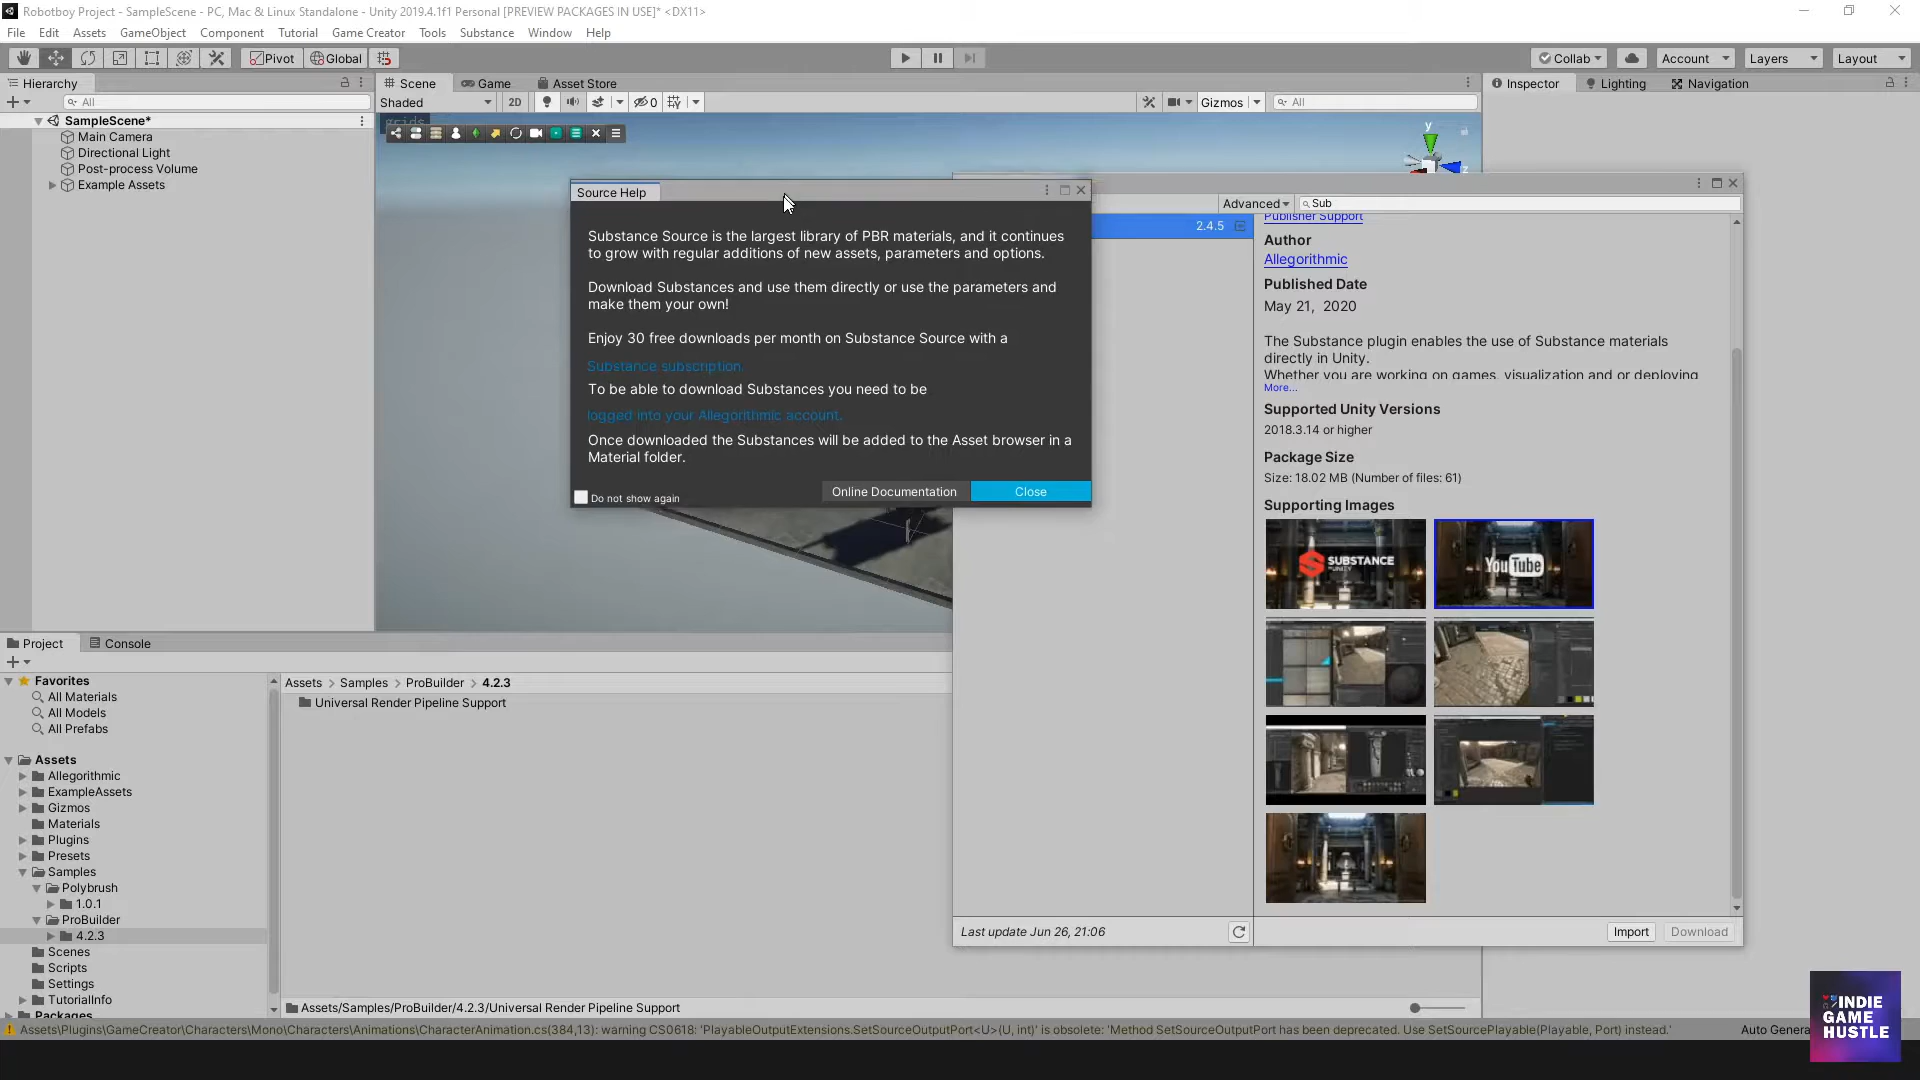 Robotboy Project - SampleScene - PC, Mac & Linux Standalone - Unity 2019.4.1f1 Personal [PREVIEW PACKAGES IN USE]* <DX11>
File Edit Assets GameObject Component Tutorial Game Creator Tools Substance Window Help
Pivot Global Collab Account Layers Layout
Hierarchy Scene Game Asset Store Inspector Lighting Navigation
All Shaded 2D 0 Gizmos All
SampleScene*
Main Camera
Directional Light
Post-process Volume
Example Assets
grids
y
z
Source Help
Substance Source is the largest library of PBR materials, and it continues
to grow with regular additions of new assets, parameters and options.
Download Substances and use them directly or use the parameters and
make them your own!
Enjoy 30 free downloads per month on Substance Source with a
Substance subscription.
To be able to download Substances you need to be
logged into your Allegorithmic account.
Once downloaded the Substances will be added to the Asset browser in a
Material folder.
Do not show again Online Documentation Close
Advanced Sub
2.4.5
Publisher Support
Author
Allegorithmic
Published Date
May 21, 2020
The Substance plugin enables the use of Substance materials
directly in Unity.
Whether you are working on games, visualization and or deploying
More...
Supported Unity Versions
2018.3.14 or higher
Package Size
Size: 18.02 MB (Number of files: 61)
Supporting Images
SUBSTANCE
YouTube
Last update Jun 26, 21:06
Import Download
Project Console
Favorites
All Materials
All Models
All Prefabs
Assets
Allegorithmic
ExampleAssets
Gizmos
Materials
Plugins
Presets
Samples
Polybrush
1.0.1
ProBuilder
4.2.3
Scenes
Scripts
Settings
TutorialInfo
Packages
Assets > Samples > ProBuilder > 4.2.3
Universal Render Pipeline Support
Assets/Samples/ProBuilder/4.2.3/Universal Render Pipeline Support
Assets\Plugins\GameCreator\Characters\Mono\Characters\Animations\CharacterAnimation.cs(384,13): warning CS0618: 'PlayableOutputExtensions.SetSourceOutputPort<U>(U, int)' is obsolete: 'Method SetSourceOutputPort has been deprecated. Use SetSourcePlayable(Playable, Port) instead.'
Auto Genera
INDIE
GAME
HUSTLE